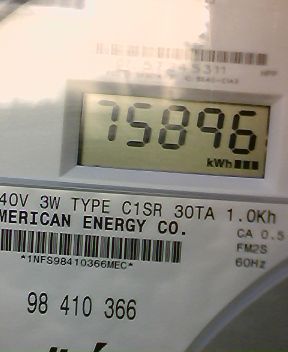 75896
kWh
40V 3W TYPE C1SR 30TA 1.0Kh
MERICAN ENERGY CO.
CA 0.5
FM2S
60Hz
*1NFS98410366MEC*
98 410 366